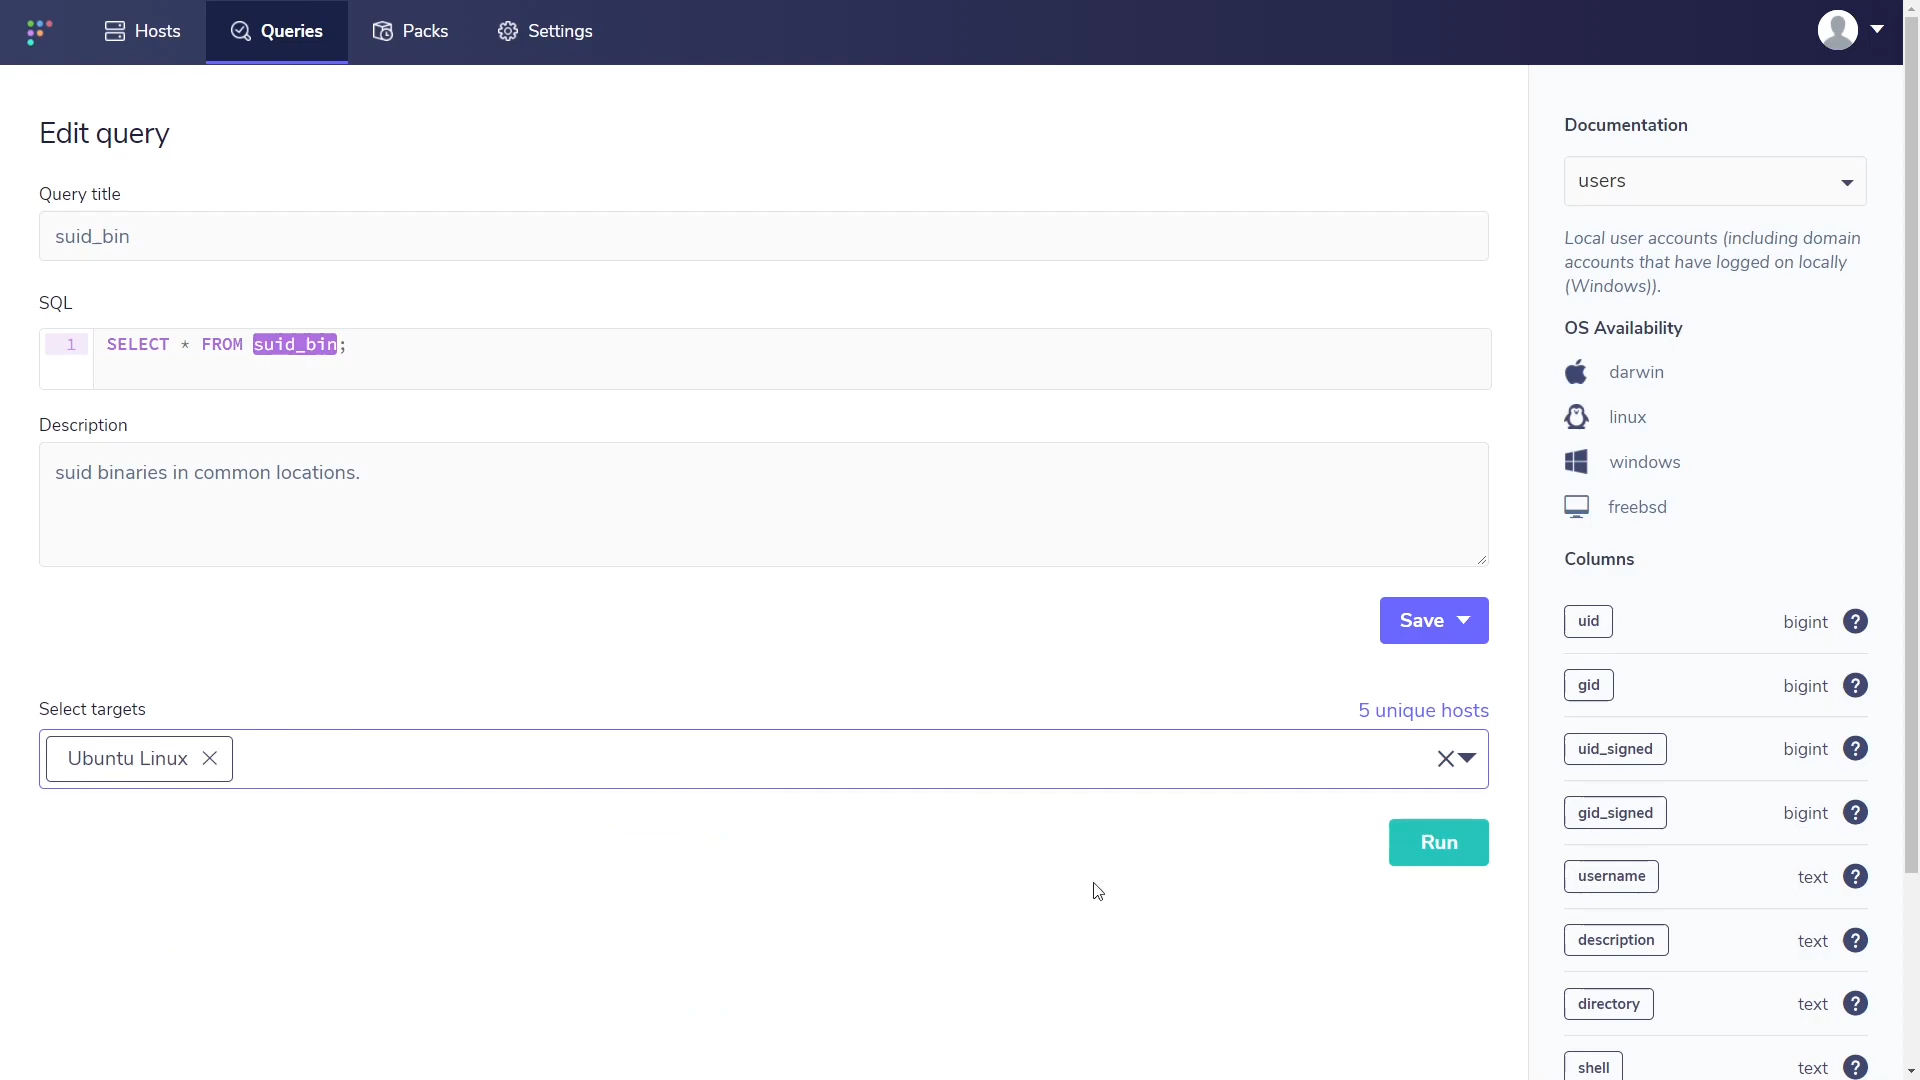 Hosts
Queries
Packs
Settings
Edit query
Query title
suid_bin
SQL
1 SELECT * FROM suid_bin;
Description
suid binaries in common locations.
Save
Select targets
5 unique hosts
Ubuntu Linux
Run
Documentation
users
Local user accounts (including domain
accounts that have logged on locally
(Windows)).
OS Availability
darwin
linux
windows
freebsd
Columns
uid bigint ?
gid bigint ?
uid_signed bigint ?
gid_signed bigint ?
username text ?
description text ?
directory text ?
shell text ?